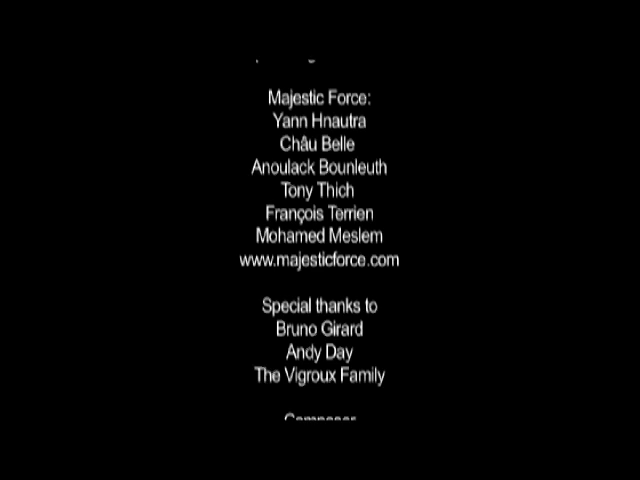 Majestic Force:
Yann Hnautra
Châu Belle
Anoulack Bounleuth
Tony Thich
François Terrien
Mohamed Meslem
www.majesticforce.com
Special thanks to
Bruno Girard
Andy Day
The Vigroux Family
Composer